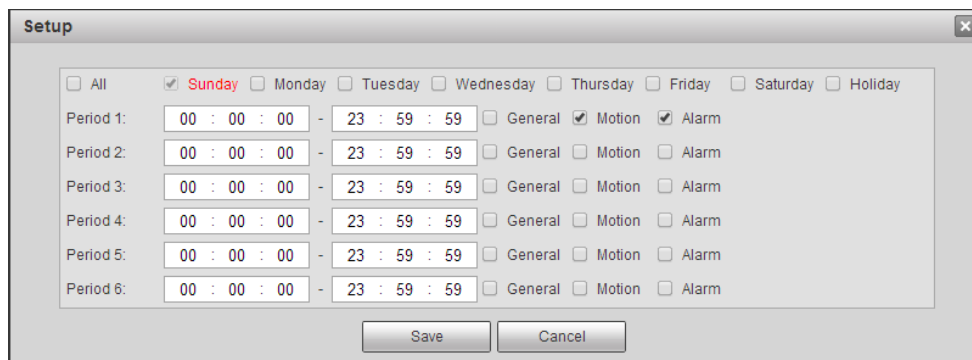 Setup
All Sunday Monday Tuesday Wednesday Thursday Friday Saturday Holiday
Period 1: 00 : 00 : 00 - 23 : 59 : 59 General Motion Alarm
Period 2: 00 : 00 : 00 - 23 : 59 : 59 General Motion Alarm
Period 3: 00 : 00 : 00 - 23 : 59 : 59 General Motion Alarm
Period 4: 00 : 00 : 00 - 23 : 59 : 59 General Motion Alarm
Period 5: 00 : 00 : 00 - 23 : 59 : 59 General Motion Alarm
Period 6: 00 : 00 : 00 - 23 : 59 : 59 General Motion Alarm
Save Cancel